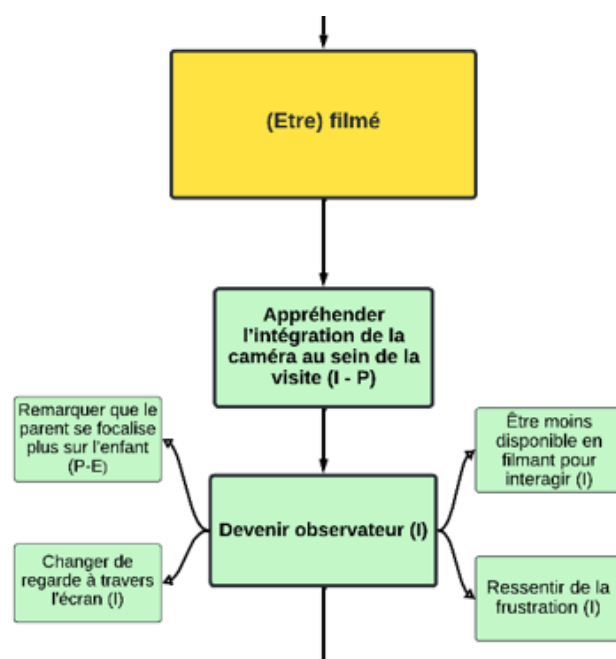 (Etre) filmé
Appréhender
l'intégration de la
caméra au sein de la
visite (I - P)
Remarquer que le
parent se focalise
plus sur l'enfant
(P-E)
Être moins
disponible en
filmant pour
interagir (I)
Devenir observateur (I)
Changer de
regarde à travers
l'écran (I)
Ressentir de la
frustration (I)